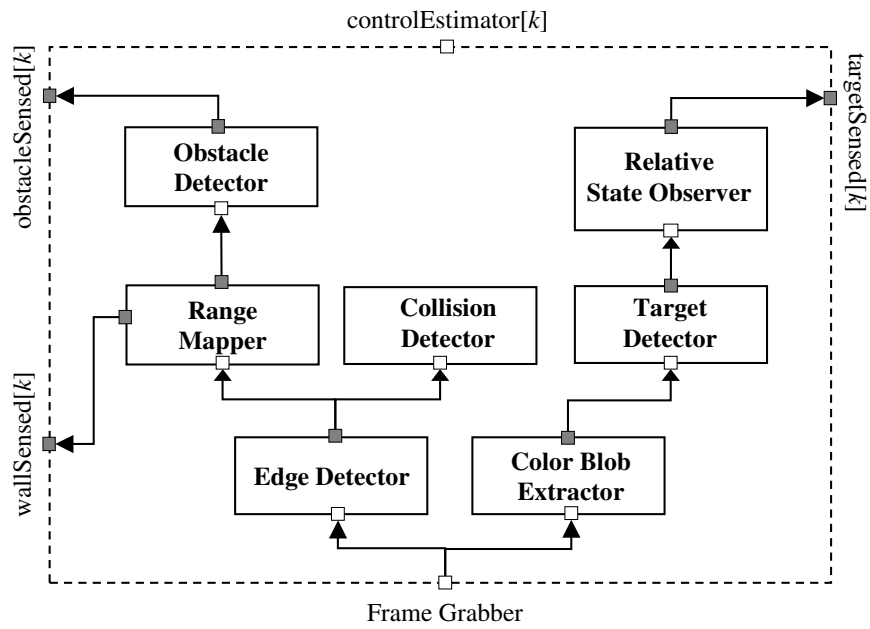 controlEstimator[k]
obstacleSensed[k]
targetSensed[k]
Obstacle
Detector
Relative
State Observer
Range
Mapper
Collision
Detector
Target
Detector
wallSensed[k]
Edge Detector
Color Blob
Extractor
Frame Grabber